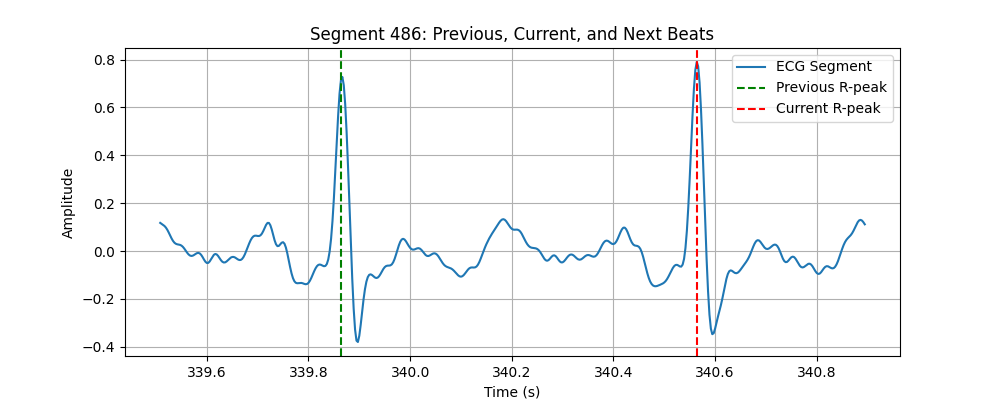 Segment 486: Previous, Current, and Next Beats
ECG Segment
Previous R-peak
Current R-peak
0.8
0.6
0.4
0.2
0.0
−0.2
−0.4
Amplitude
339.6 339.8 340.0 340.2 340.4 340.6 340.8
Time (s)